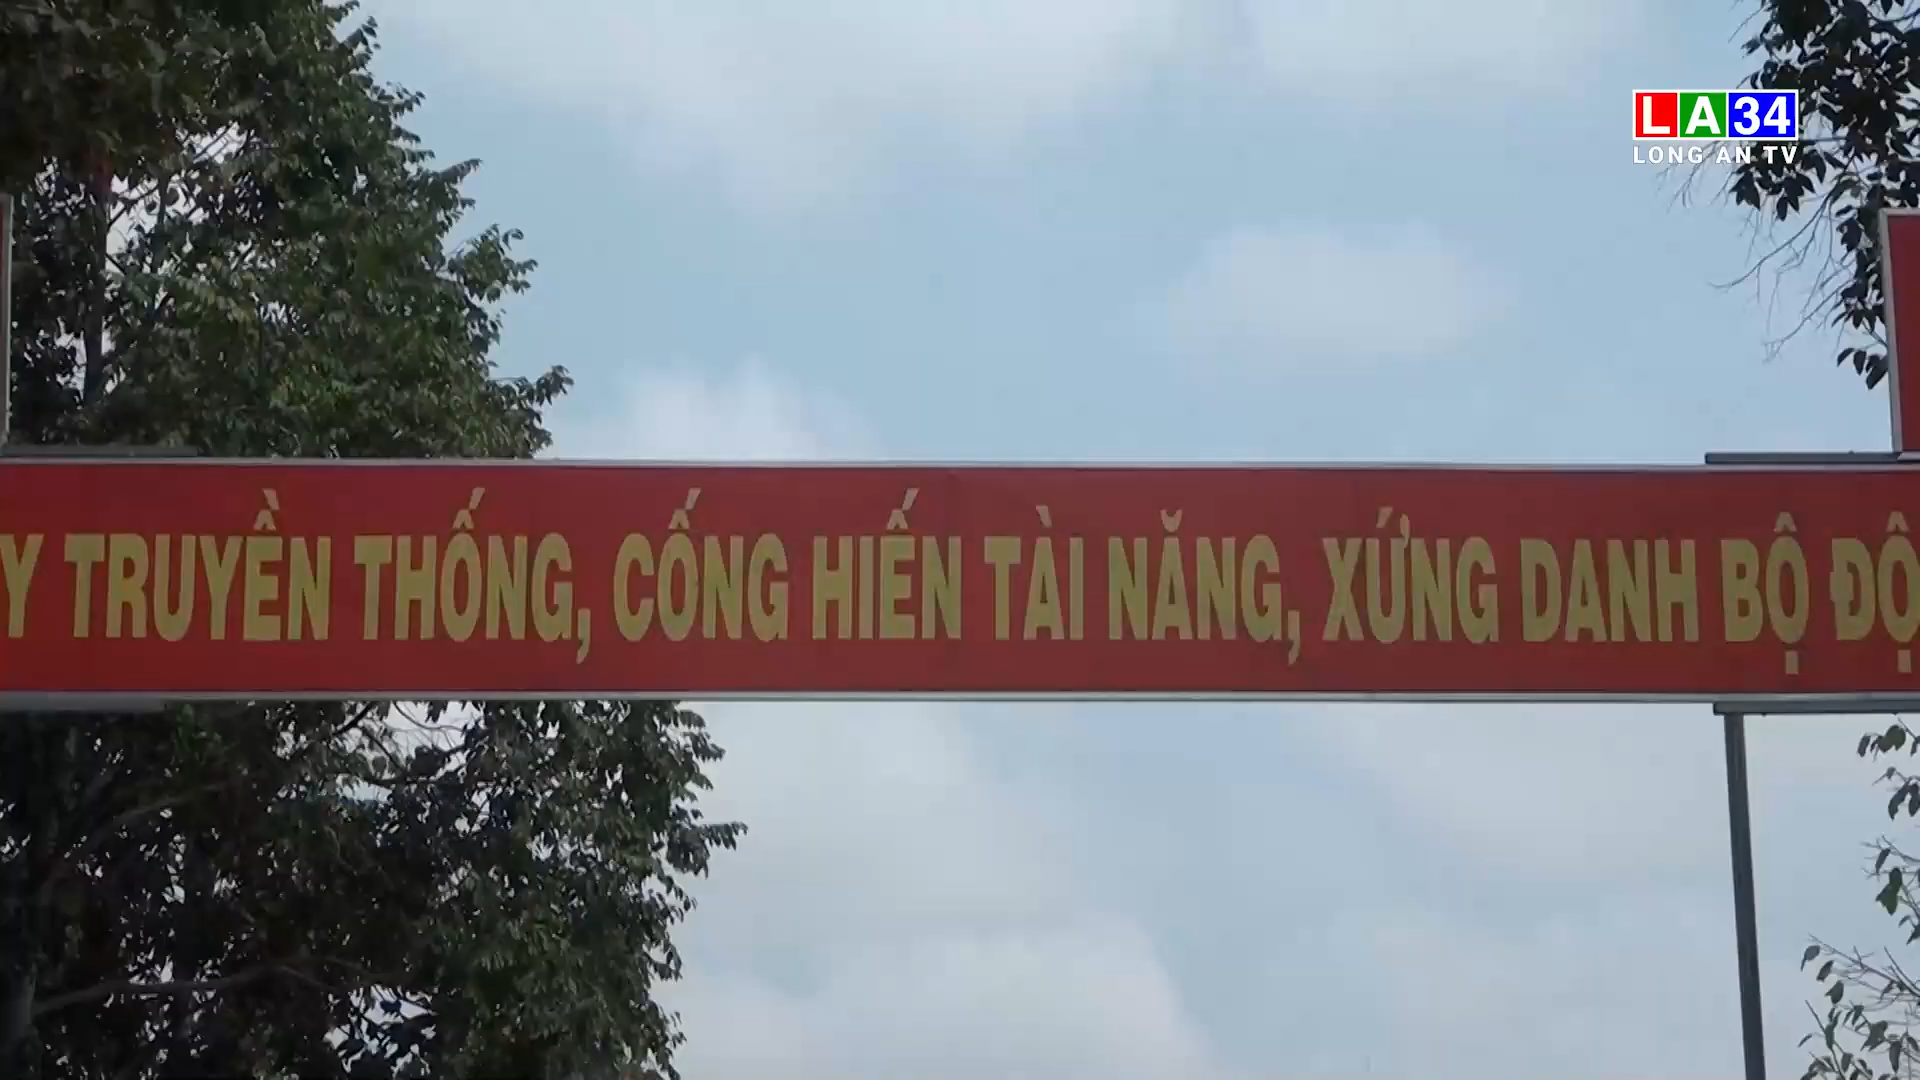 LA34
LONG AN TV
Y TRUYỀN THỐNG, CỐNG HIẾN TÀI NĂNG, XỨNG DANH BỘ ĐỘ